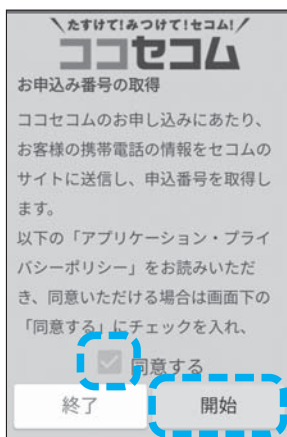 たすけて!みつけて!セコム!
ココセコム
お申込み番号の取得
ココセコムのお申し込みにあたり、
お客様の携帯電話の情報をセコムの
サイトに送信し、申込番号を取得し
ます。
以下の「アプリケーション・プライ
バシーポリシー」をお読みいただ
き、同意いただける場合は画面下の
「同意する」にチェックを入れ、
同意する
終了
開始